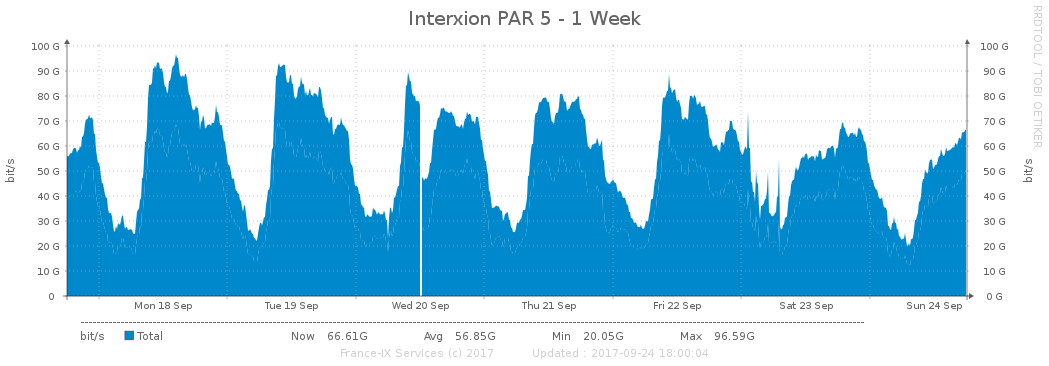 Interxion PAR 5 - 1 Week
RRDTOOL / TOBI OETIKER
100 G 100 G
90 G 90 G
80 G 80 G
70 G 70 G
60 G 60 G
50 G 50 G
40 G 40 G
30 G 30 G
20 G 20 G
10 G 10 G
0 0 G
bit/s
bit/s
Mon 18 Sep Tue 19 Sep Wed 20 Sep Thu 21 Sep Fri 22 Sep Sat 23 Sep Sun 24 Sep
bit/s Total Now 66.61G Avg 56.85G Min 20.05G Max 96.59G
France-IX Services (c) 2017 Updated : 2017-09-24 18:00:04